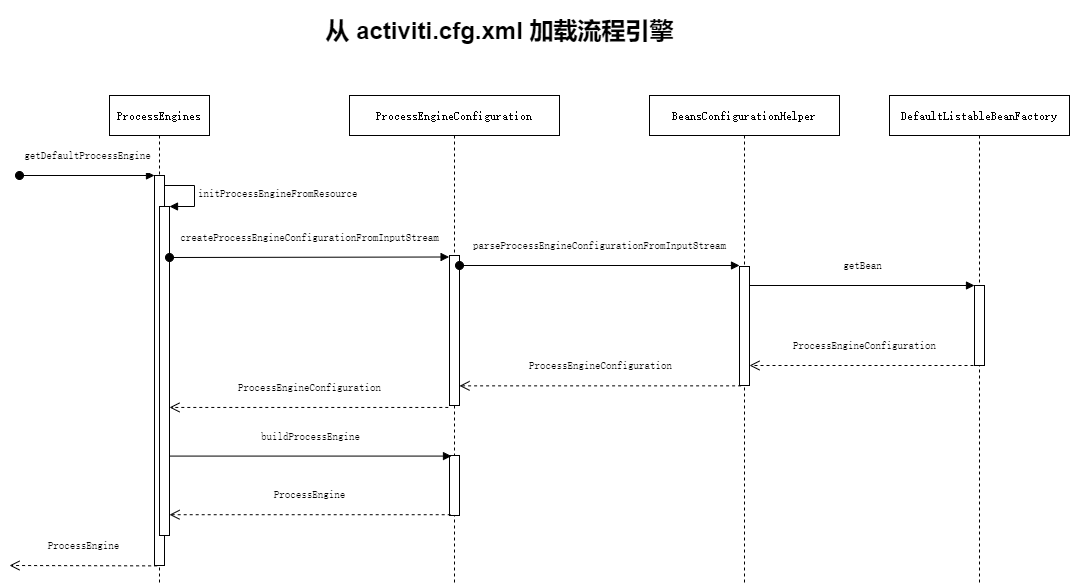 从 activiti.cfg.xml 加载流程引擎
ProcessEngines
ProcessEngineConfiguration
BeansConfigurationHelper
DefaultListableBeanFactory
getDefaultProcessEngine
initProcessEngineFromResource
createProcessEngineConfigurationFromInputStream
parseProcessEngineConfigurationFromInputStream
getBean
ProcessEngineConfiguration
ProcessEngineConfiguration
ProcessEngineConfiguration
buildProcessEngine
ProcessEngine
ProcessEngine